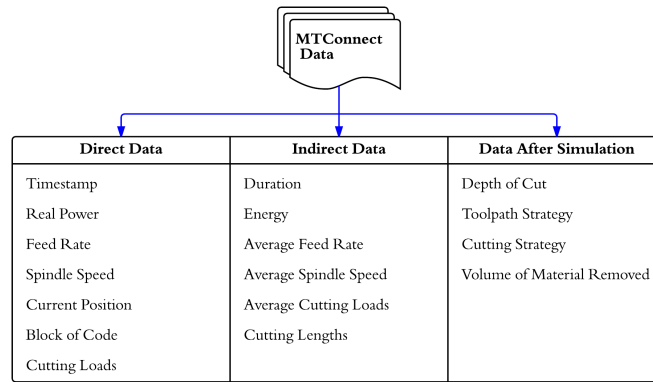 MTConnect
Data
Direct Data
Timestamp
Real Power
Feed Rate
Spindle Speed
Current Position
Block of Code
Cutting Loads
Indirect Data
Duration
Energy
Average Feed Rate
Average Spindle Speed
Average Cutting Loads
Cutting Lengths
Data After Simulation
Depth of Cut
Toolpath Strategy
Cutting Strategy
Volume of Material Removed